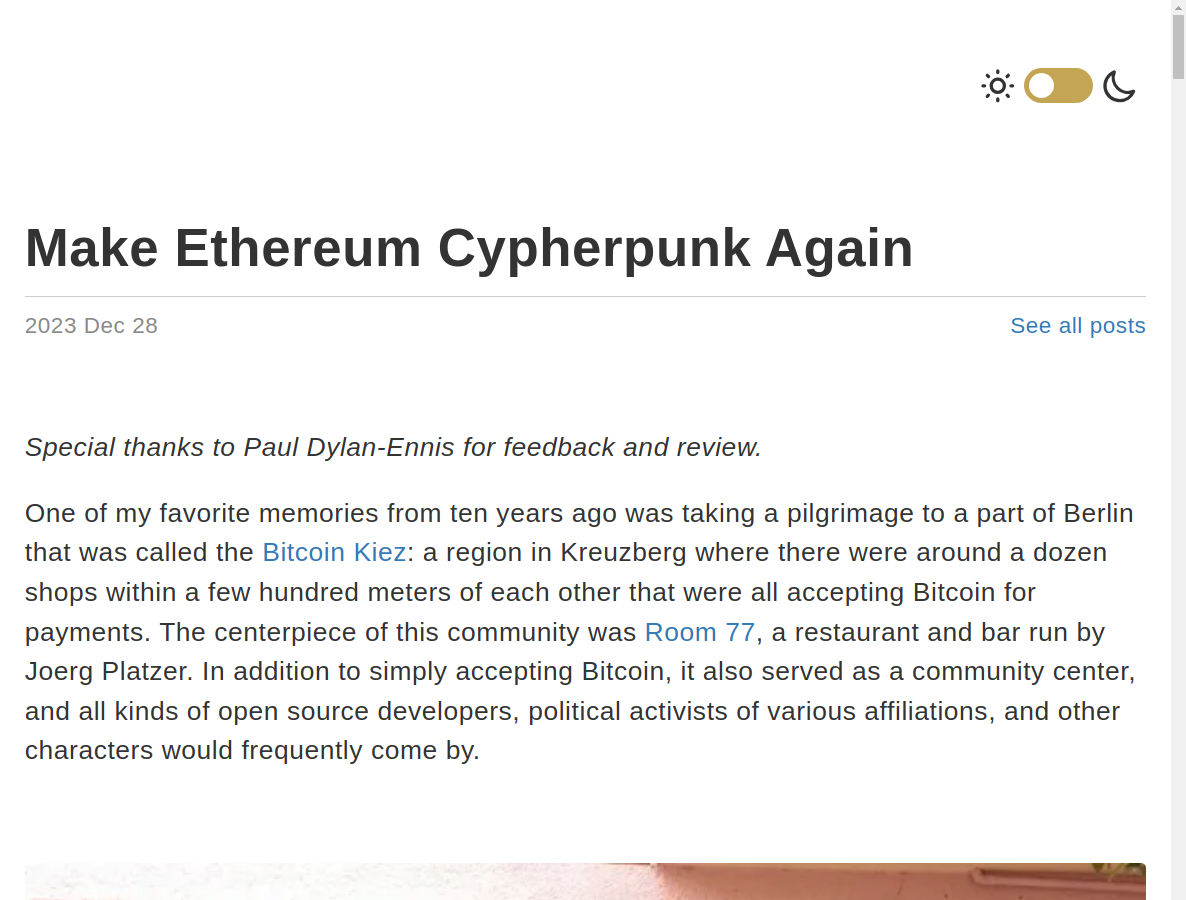 Make Ethereum Cypherpunk Again
2023 Dec 28
See all posts
Special thanks to Paul Dylan-Ennis for feedback and review.
One of my favorite memories from ten years ago was taking a pilgrimage to a part of Berlin
that was called the Bitcoin Kiez: a region in Kreuzberg where there were around a dozen
shops within a few hundred meters of each other that were all accepting Bitcoin for
payments. The centerpiece of this community was Room 77, a restaurant and bar run by
Joerg Platzer. In addition to simply accepting Bitcoin, it also served as a community center,
and all kinds of open source developers, political activists of various affiliations, and other
characters would frequently come by.